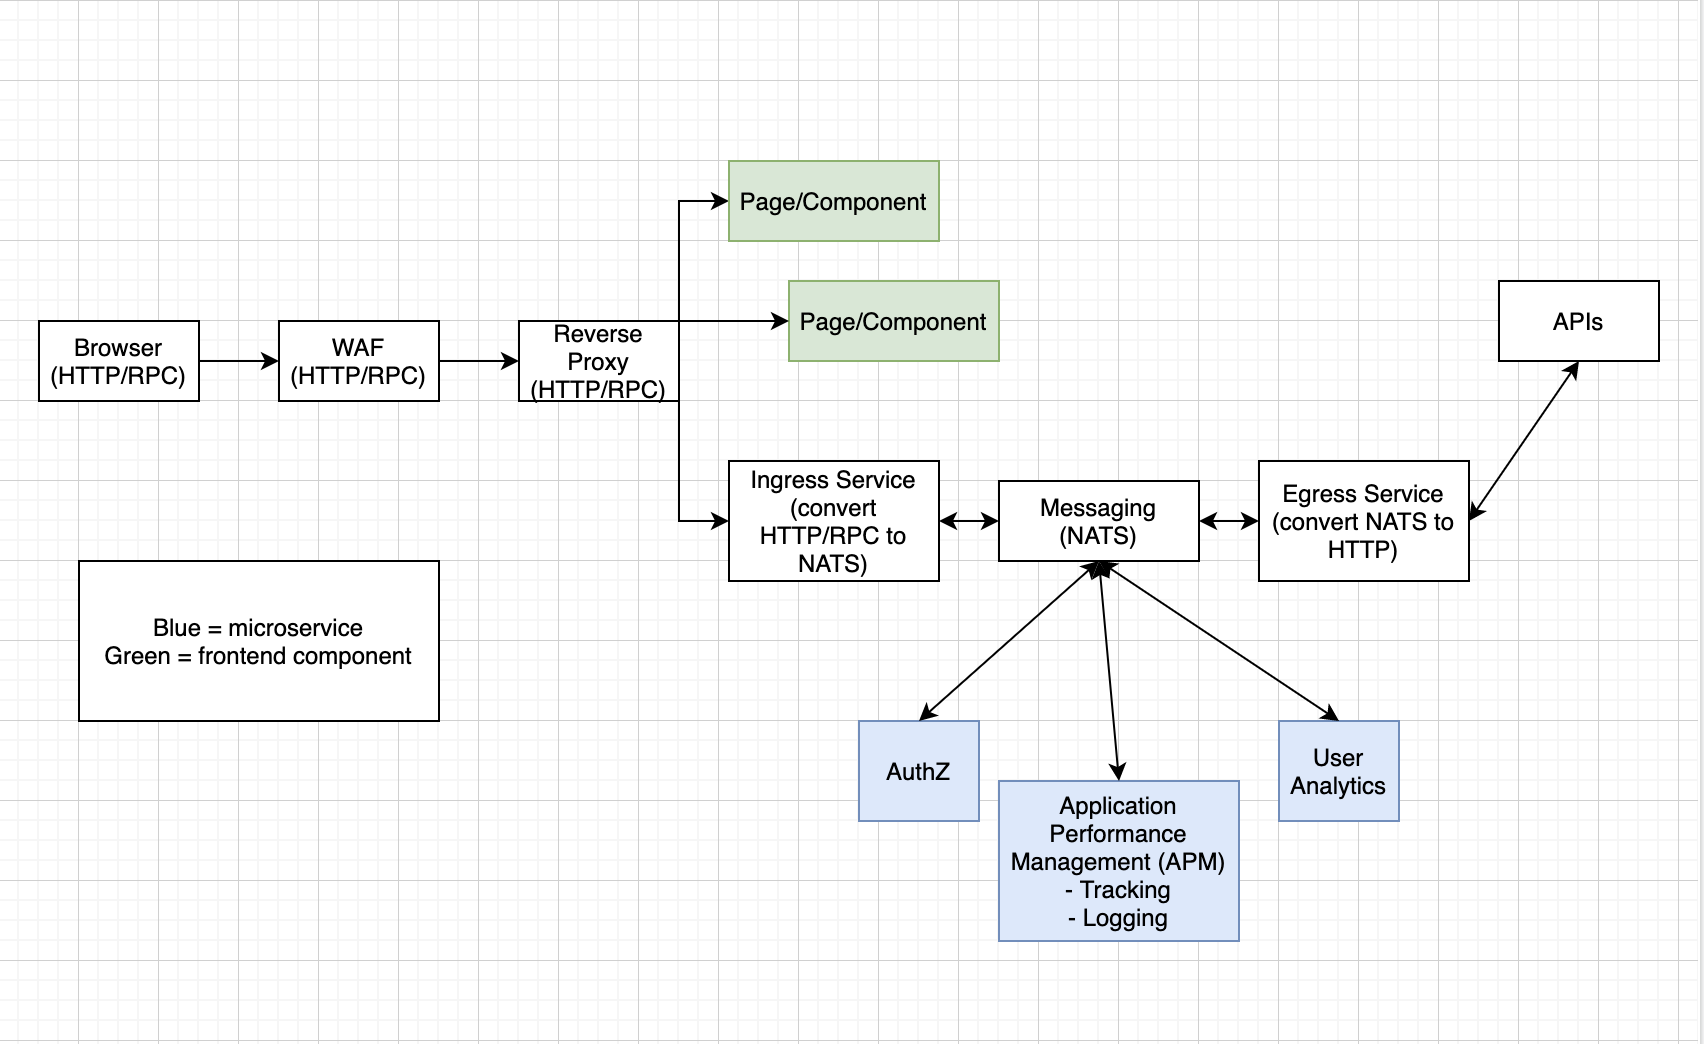 Page/Component
Page/Component
Browser
(HTTP/RPC)
WAF
(HTTP/RPC)
Reverse
Proxy
(HTTP/RPC)
APIs
Ingress Service
(convert
HTTP/RPC to
NATS)
Messaging
(NATS)
Egress Service
(convert NATS to
HTTP)
Blue = microservice
Green = frontend component
AuthZ
Application
Performance
Management (APM)
- Tracking
- Logging
User
Analytics